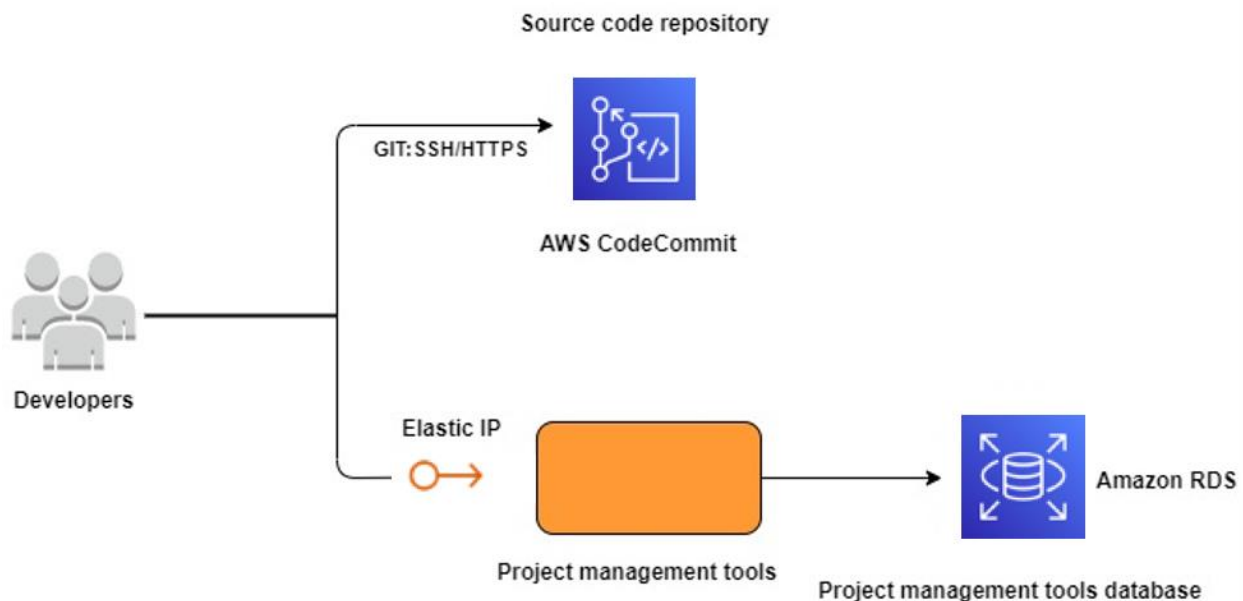 Source code repository
GIT: SSH/HTTPS
</>
AWS CodeCommit
Developers
Elastic IP
Amazon RDS
Project management tools
Project management tools database